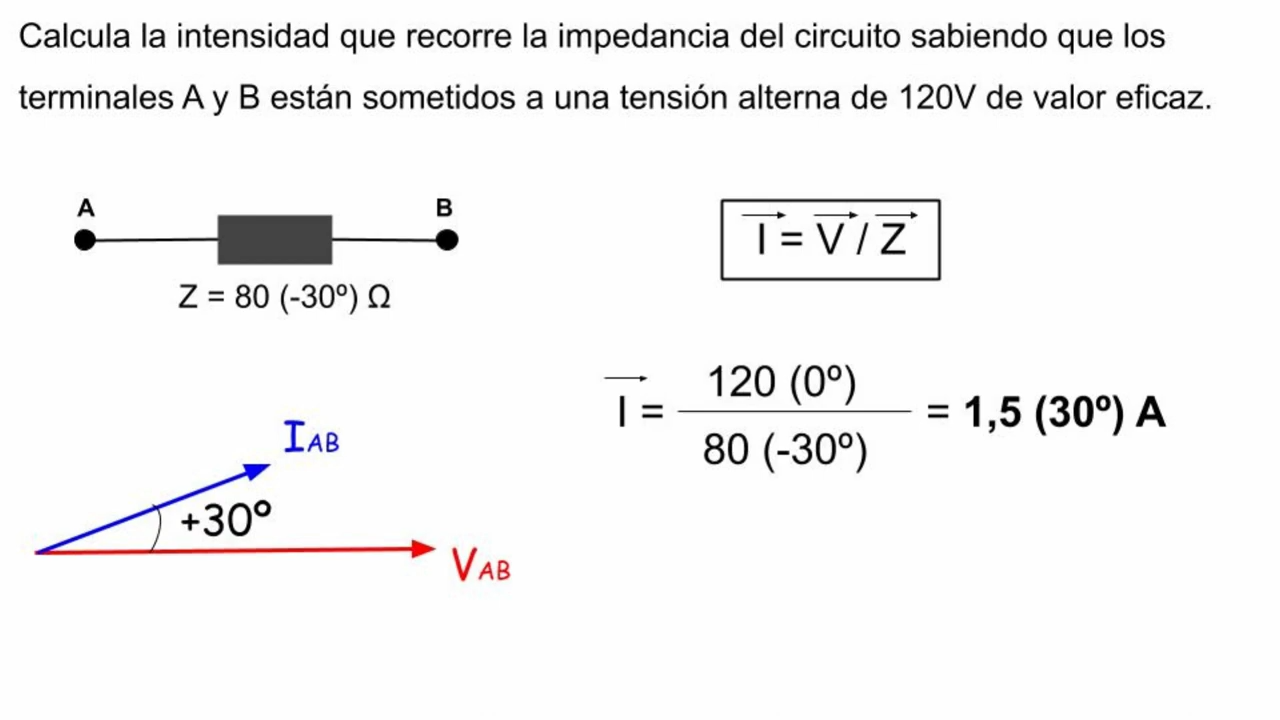 Calcula la intensidad que recorre la impedancia del circuito sabiendo que los
terminales A y B están sometidos a una tensión alterna de 120V de valor eficaz.
A
B
Z = 80 (-30º) Ω
I = V / Z
I = 120 (0º) / 80 (-30º) = 1,5 (30º) A
IAB
+30º
VAB